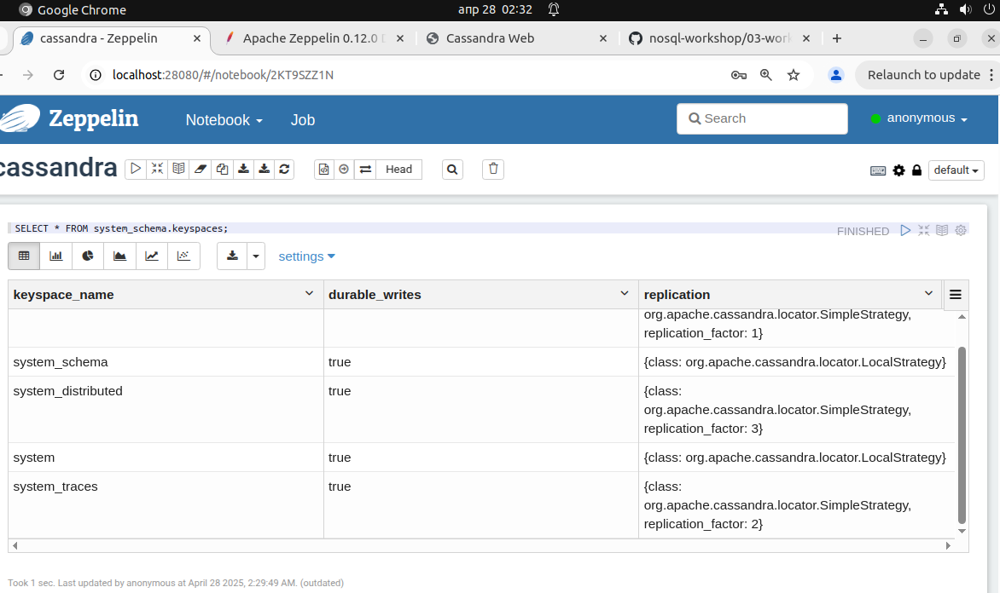 Google Chrome
апр 28 02:32
cassandra - Zeppelin
Apache Zeppelin 0.12.0
Cassandra Web
nosql-workshop/03-wor
localhost:28080/#/notebook/2KT9SZZ1N
Relaunch to update
Zeppelin
Notebook
Job
Search
anonymous
cassandra
Head
default
SELECT * FROM system_schema.keyspaces;
FINISHED
settings
keyspace_name durable_writes replication
org.apache.cassandra.locator.SimpleStrategy,
replication_factor: 1}
system_schema true {class: org.apache.cassandra.locator.LocalStrategy}
system_distributed true {class:
org.apache.cassandra.locator.SimpleStrategy,
replication_factor: 3}
system true {class: org.apache.cassandra.locator.LocalStrategy}
system_traces true {class:
org.apache.cassandra.locator.SimpleStrategy,
replication_factor: 2}
Took 1 sec. Last updated by anonymous at April 28 2025, 2:29:49 AM. (outdated)